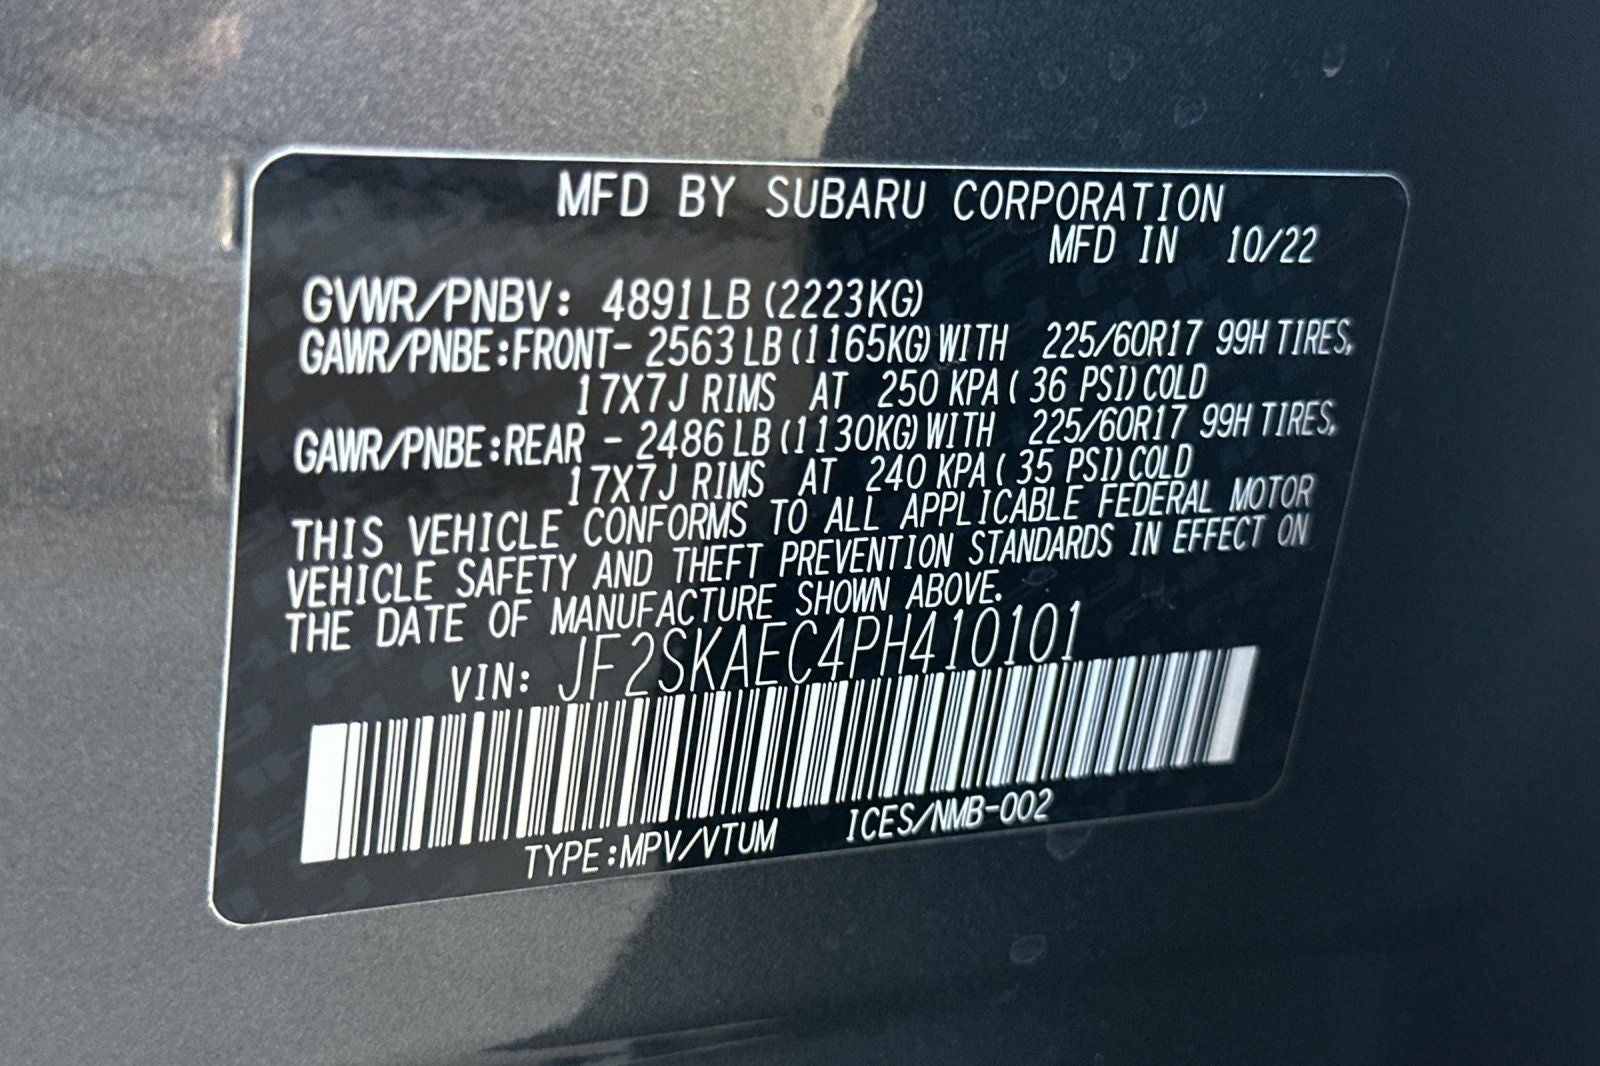 MFD BY SUBARU CORPORATION
MFD IN 10/22
GVWR/PNBV: 4891LB (2223KG)
GAWR/PNBE:FRONT- 2563LB (1165KG) WITH 225/60R17 99H TIRES,
17X7J RIMS AT 250 KPA ( 36 PSI) COLD
GAWR/PNBE:REAR - 2486LB (1130KG) WITH 225/60R17 99H TIRES,
17X7J RIMS AT 240 KPA ( 35 PSI) COLD
THIS VEHICLE CONFORMS TO ALL APPLICABLE FEDERAL MOTOR
VEHICLE SAFETY AND THEFT PREVENTION STANDARDS IN EFFECT ON
THE DATE OF MANUFACTURE SHOWN ABOVE.
VIN: JF2SKAEC4PH410101
TYPE:MPV/VTUM ICES/NMB-002